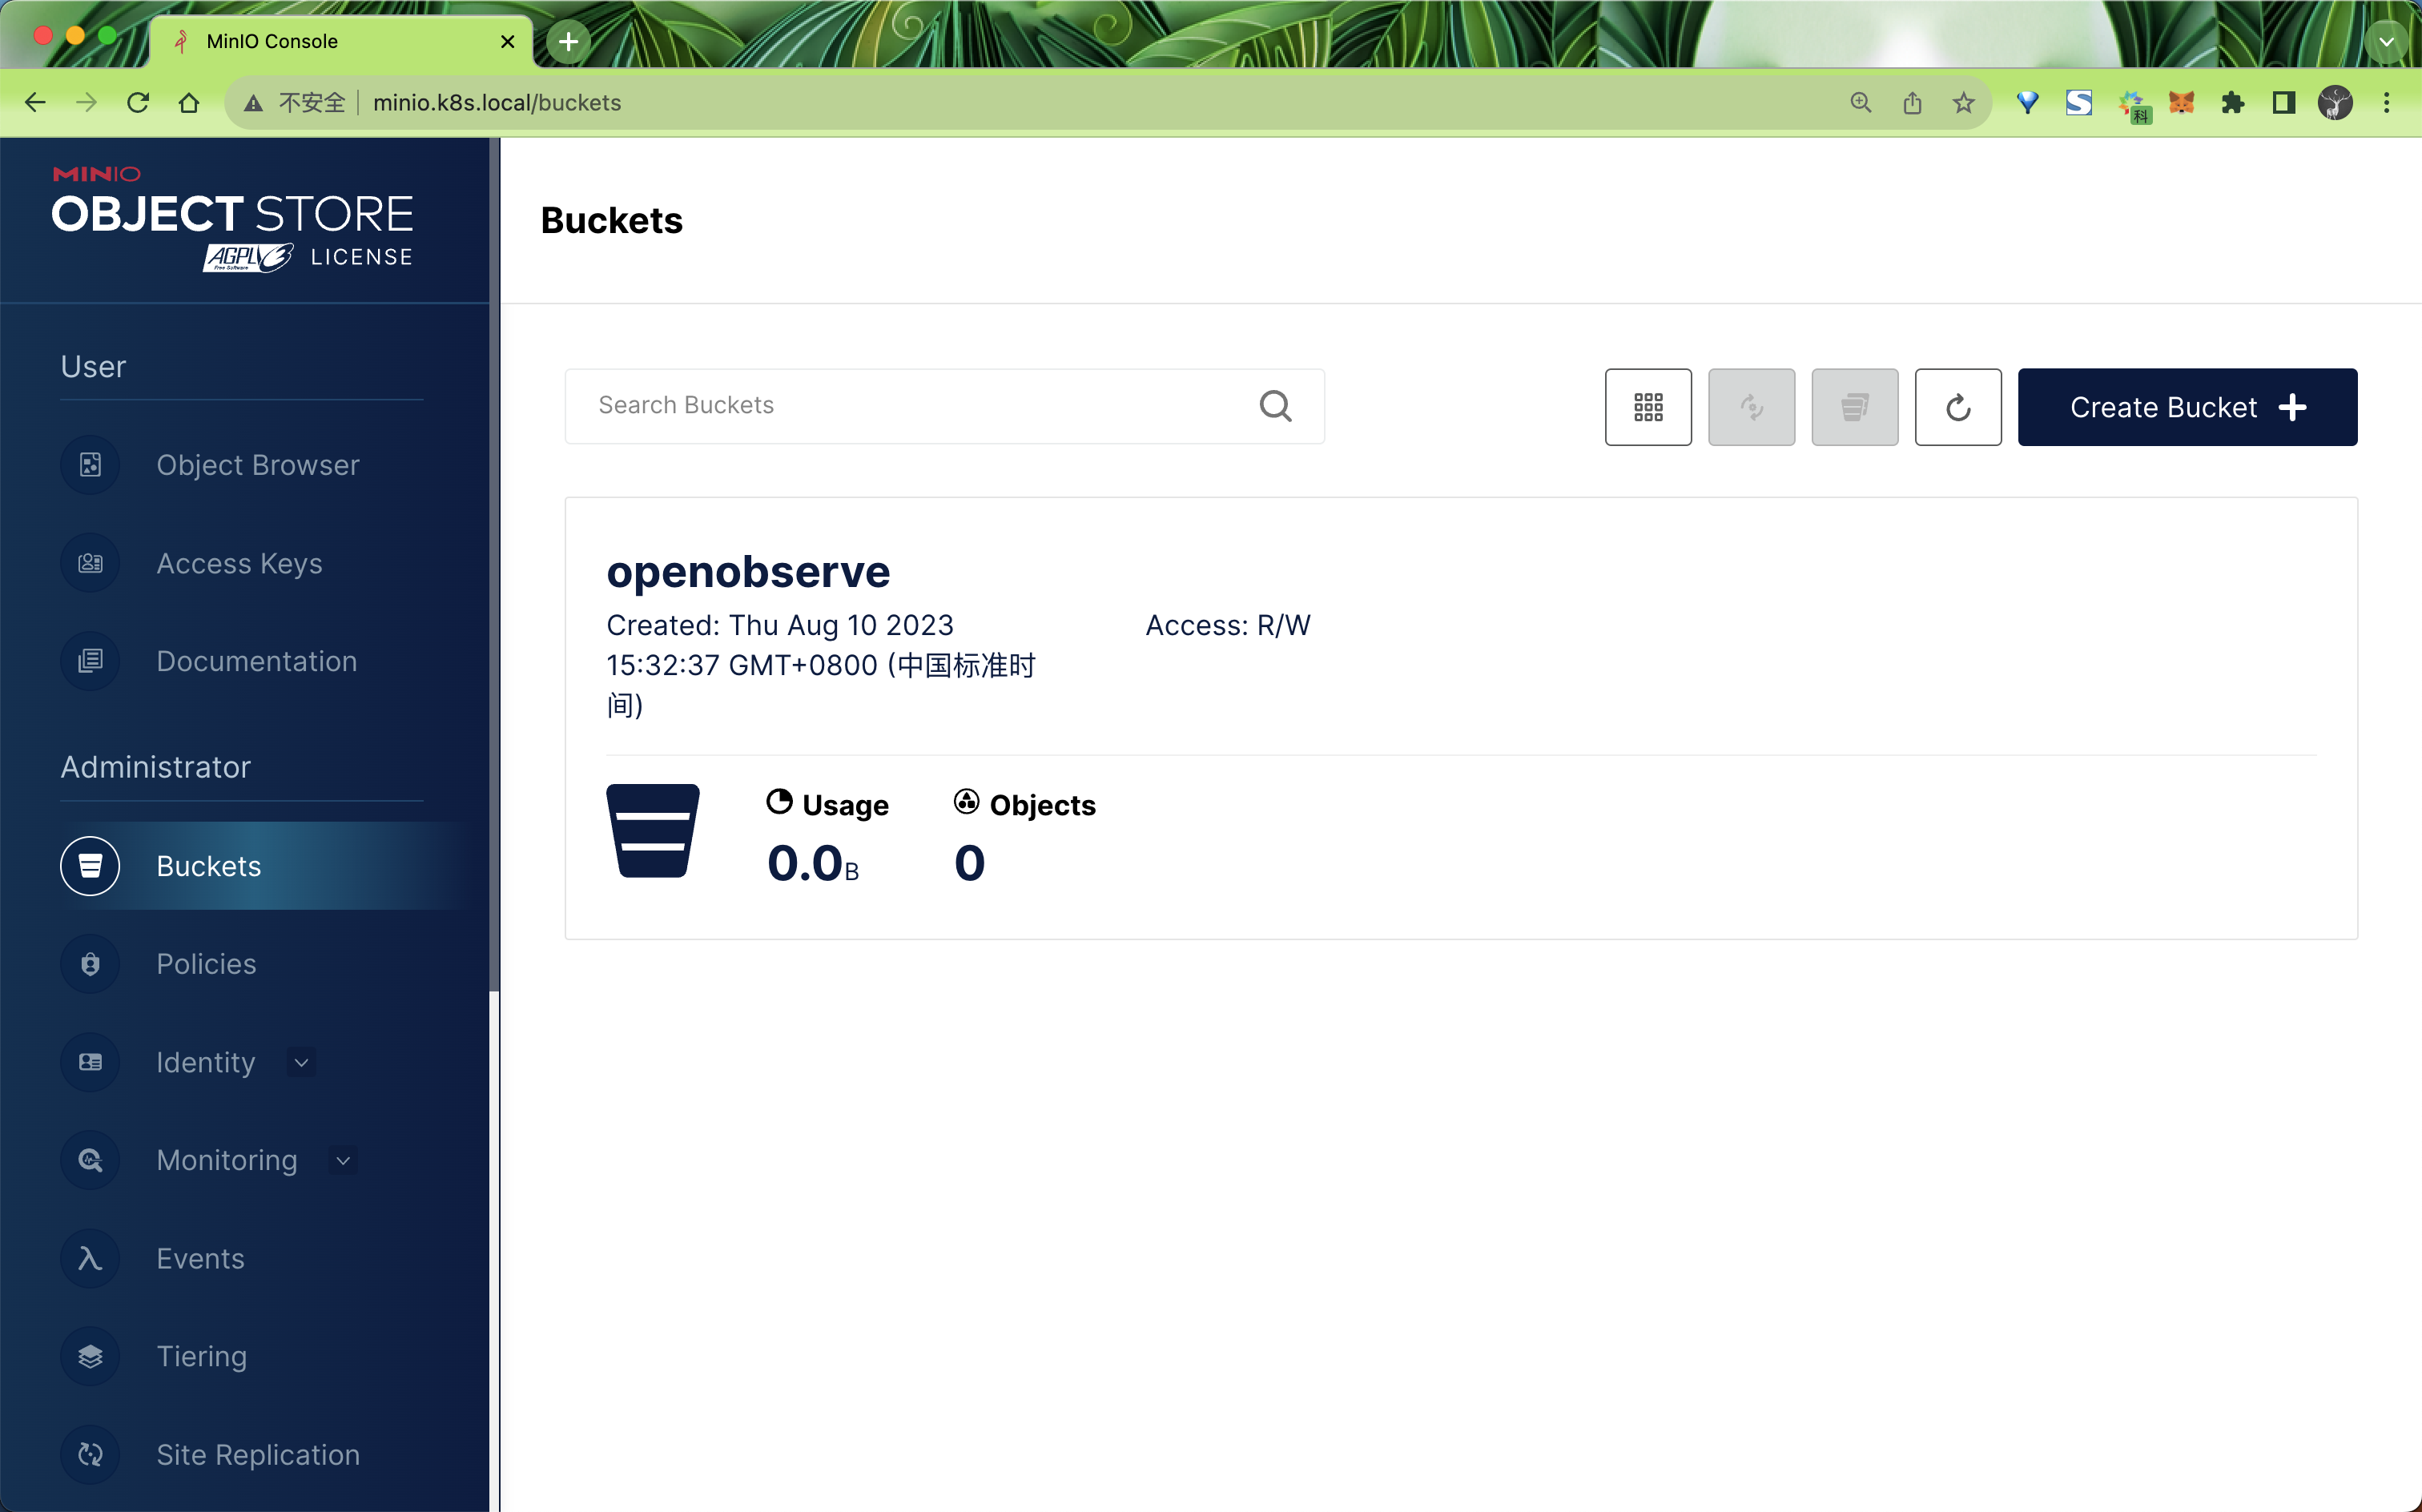 MinIO Console
不安全
minio.k8s.local/buckets
科
MINIO
OBJECT STORE
AGPLv3 LICENSE
Free Software
User
Object Browser
Access Keys
Documentation
Administrator
Buckets
Policies
Identity
Monitoring
Events
Tiering
Site Replication
Buckets
Search Buckets
Create Bucket
openobserve
Created: Thu Aug 10 2023
15:32:37 GMT+0800 (中国标准时
间)
Access: R/W
Usage
0.0B
Objects
0